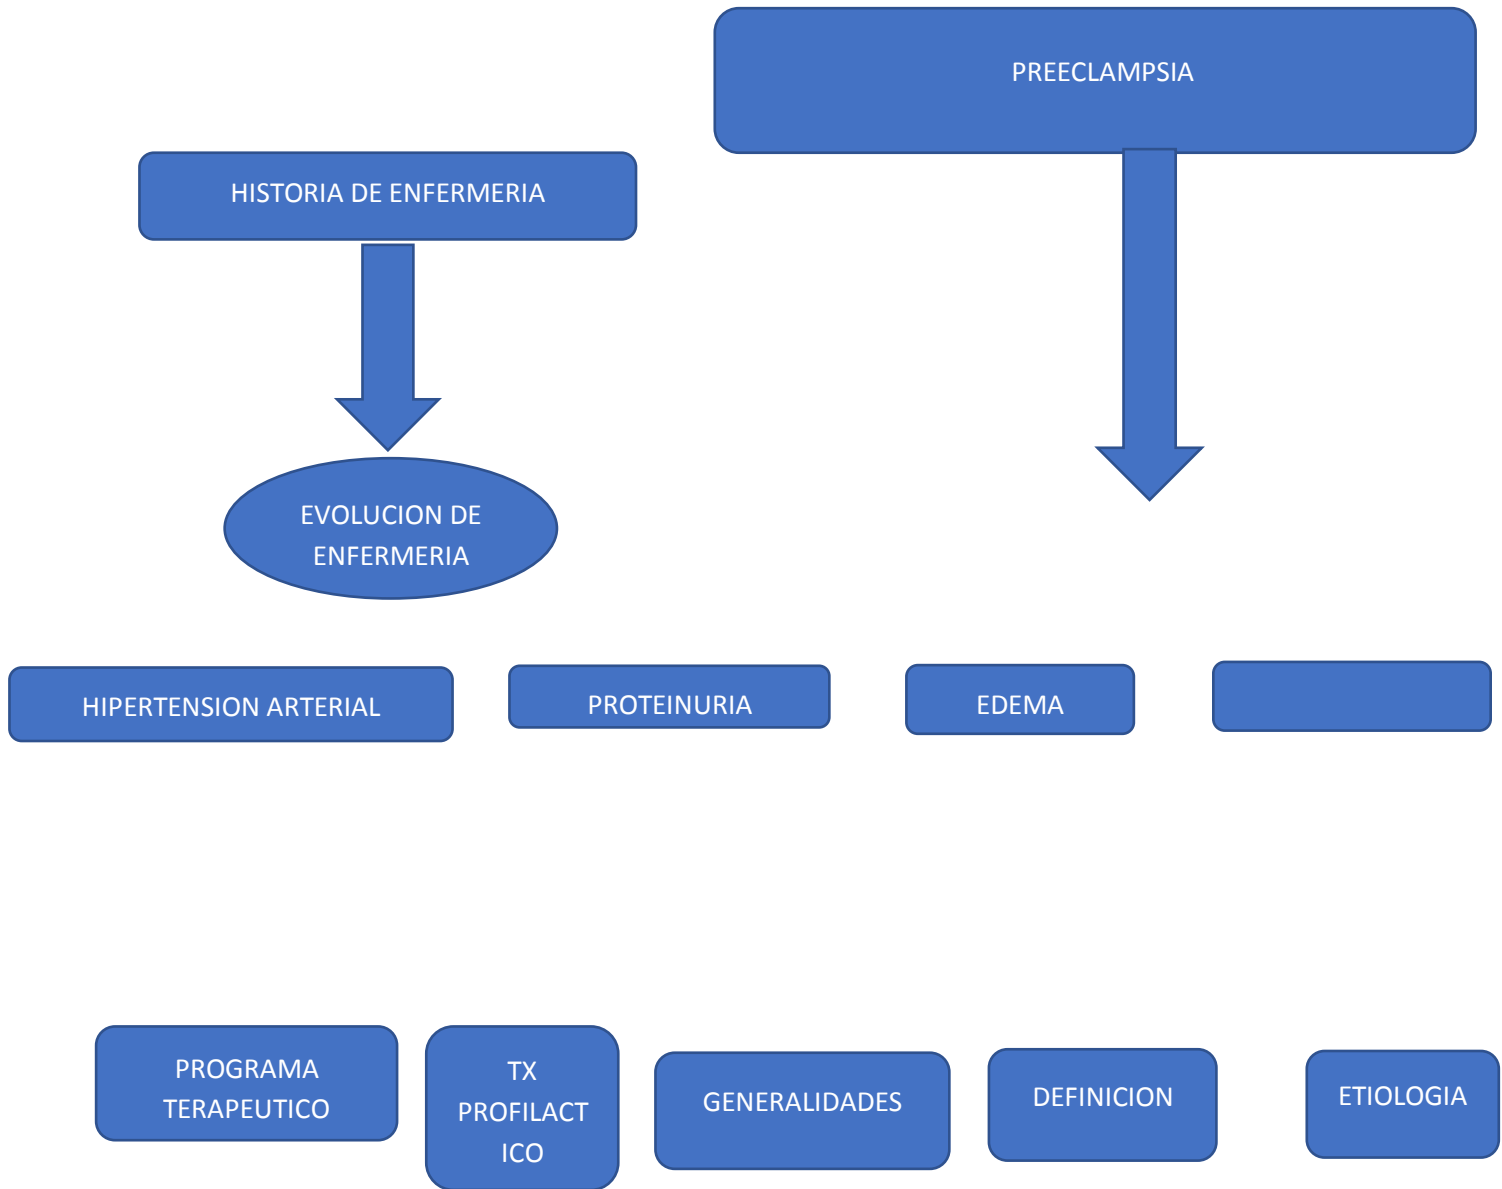 PREECLAMPSIA
HISTORIA DE ENFERMERIA
EVOLUCION DE
ENFERMERIA
HIPERTENSION ARTERIAL
PROTEINURIA
EDEMA
PROGRAMA
TERAPEUTICO
TX
PROFILACT
ICO
GENERALIDADES
DEFINICION
ETIOLOGIA